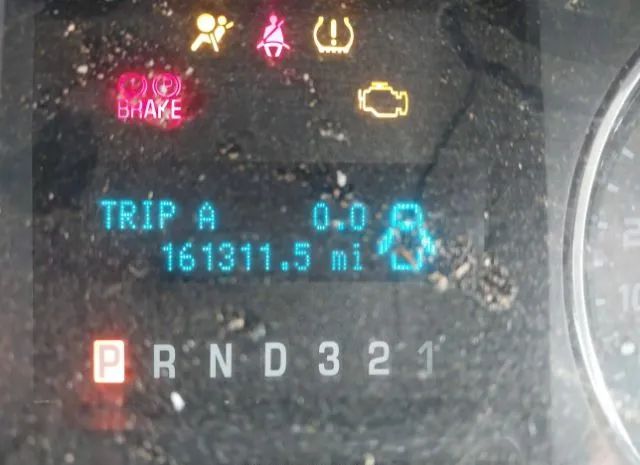 (!) (P)
BRAKE
TRIP A 0.0
161311.5 mi
P R N D 3 2 1